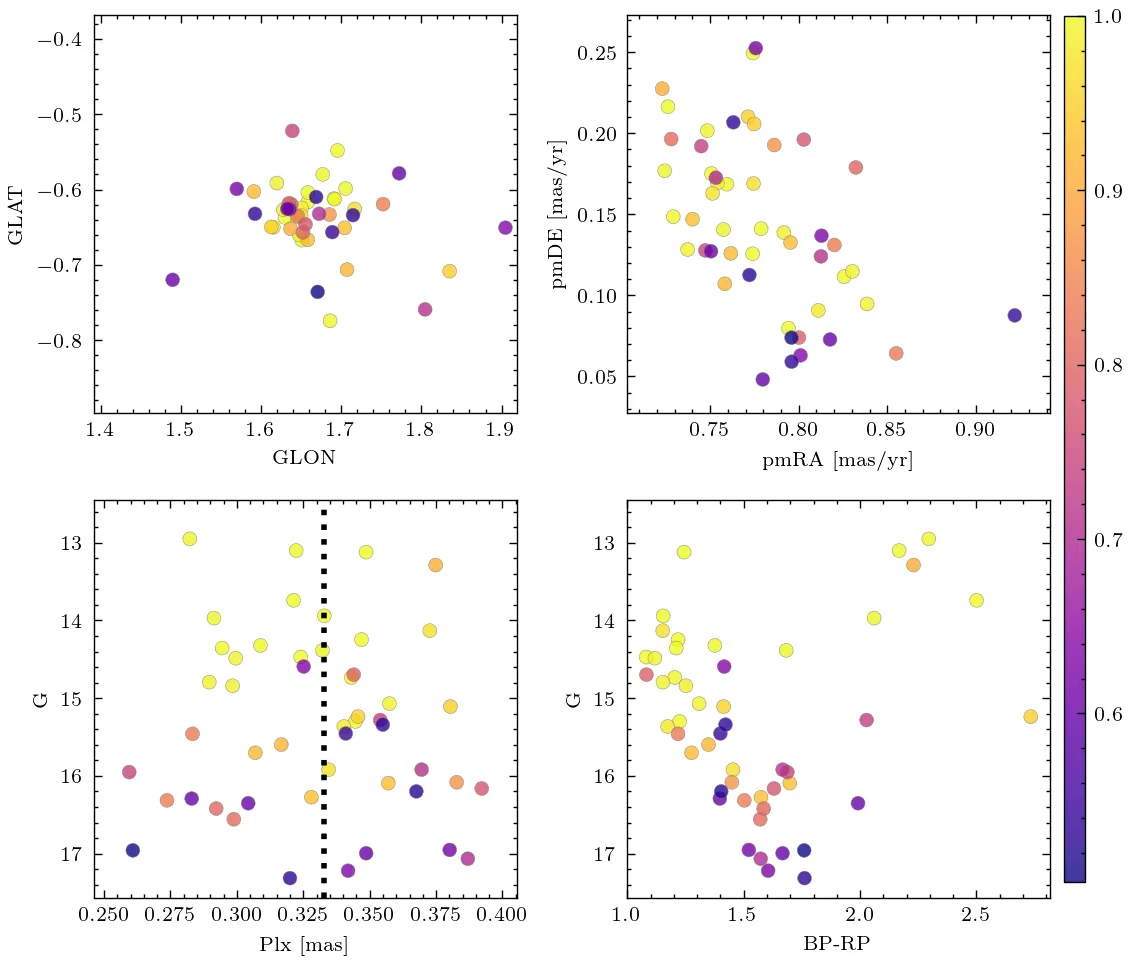 −0.4
−0.5
−0.6
−0.7
−0.8
GLAT
1.4 1.5 1.6 1.7 1.8 1.9
GLON
0.25
0.20
0.15
0.10
0.05
pmDE [mas/yr]
0.75 0.80 0.85 0.90
pmRA [mas/yr]
1.0
0.9
0.8
0.7
0.6
13
14
15
16
17
G
0.250 0.275 0.300 0.325 0.350 0.375 0.400
Plx [mas]
13
14
15
16
17
G
1.0 1.5 2.0 2.5
BP-RP